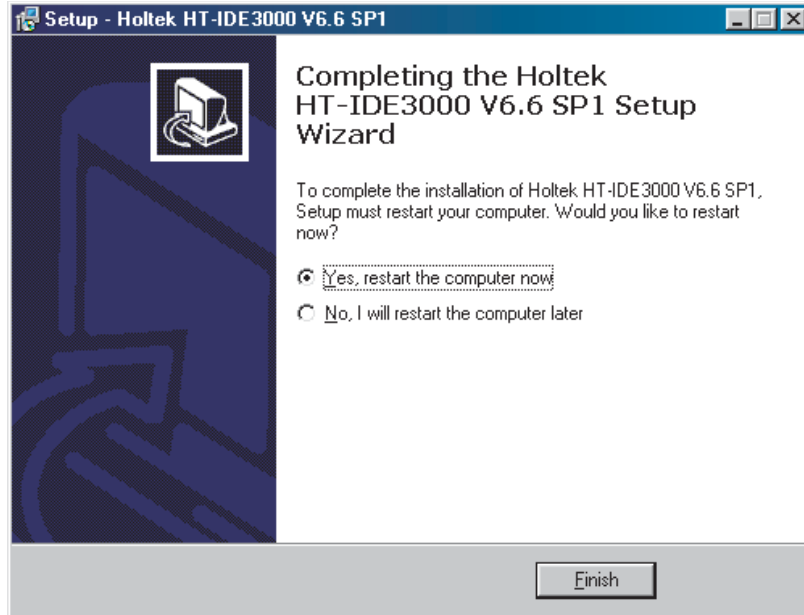 Setup - Holtek HT-IDE3000 V6.6 SP1
Completing the Holtek
HT-IDE3000 V6.6 SP1 Setup
Wizard
To complete the installation of Holtek HT-IDE3000 V6.6 SP1,
Setup must restart your computer. Would you like to restart
now?
Yes, restart the computer now
No, I will restart the computer later
Finish